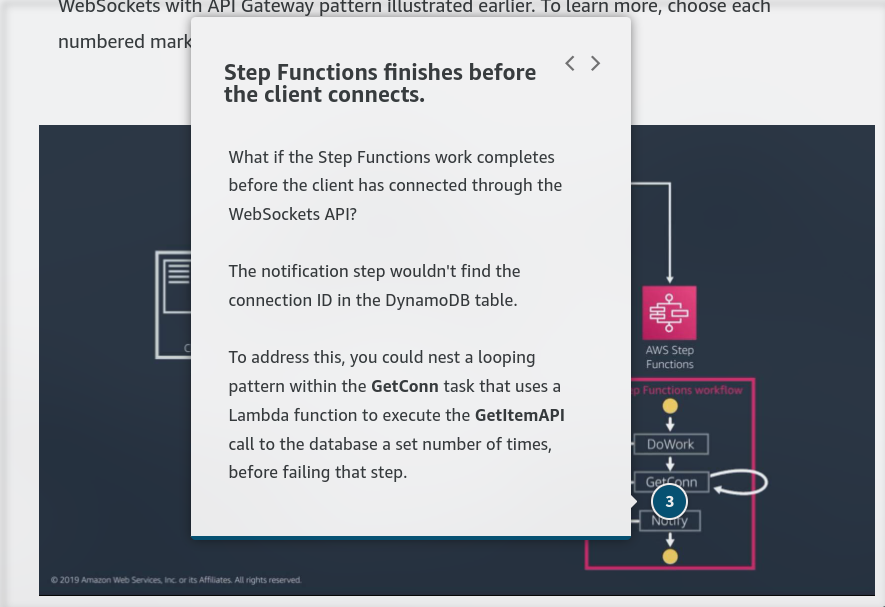 WebSockets with API Gateway pattern illustrated earlier. To learn more, choose each
numbered mark
Step Functions finishes before
the client connects.
What if the Step Functions work completes
before the client has connected through the
WebSockets API?
The notification step wouldn't find the
connection ID in the DynamoDB table.
To address this, you could nest a looping
pattern within the GetConn task that uses a
Lambda function to execute the GetItemAPI
call to the database a set number of times,
before failing that step.
C
AWS Step
Functions
p Functions workflow
DoWork
GetConn
3
Notify
© 2019 Amazon Web Services, Inc. or its Affiliates. All rights reserved.